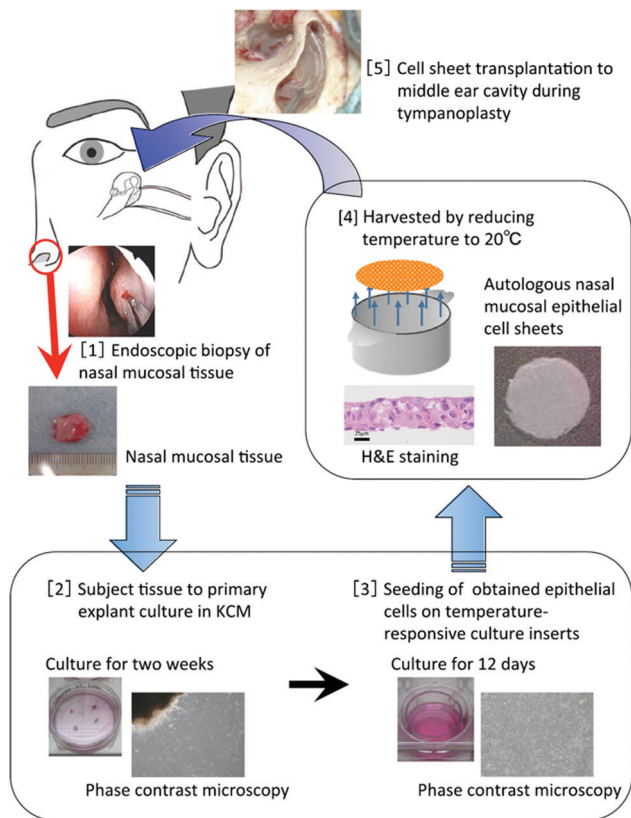 [5] Cell sheet transplantation to
middle ear cavity during
tympanoplasty
[4] Harvested by reducing
temperature to 20℃
Autologous nasal
mucosal epithelial
cell sheets
[1] Endoscopic biopsy of
nasal mucosal tissue
25μm
H&E staining
Nasal mucosal tissue
[2] Subject tissue to primary
explant culture in KCM
Culture for two weeks
Phase contrast microscopy
[3] Seeding of obtained epithelial
cells on temperature-
responsive culture inserts
Culture for 12 days
Phase contrast microscopy